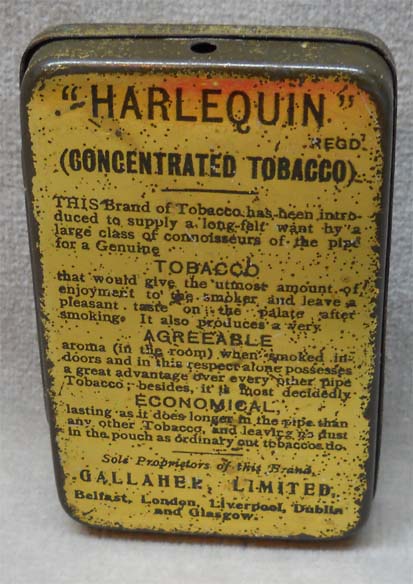 "HARLEQUIN"
REGD.
(CONCENTRATED TOBACCO)
THIS Brand of Tobacco has been intro-
duced to supply a long-felt want by a
large class of connoisseurs of the pipe
for a Genuine
TOBACCO
that would give the utmost amount of
enjoyment to the smoker and leave a
pleasant taste on the palate after
smoking. It also produces a very
AGREEABLE
aroma (in the room) when smoked in-
doors and in this respect alone possesses
a great advantage over every other pipe
Tobacco; besides, it is most decidedly
ECONOMICAL,
lasting as it does longer in the pipe than
any other Tobacco, and leaving no dust
in the pouch as ordinary cut tobaccos do.
Sole Proprietors of this Brand,
GALLAHER, LIMITED,
Belfast, London, Liverpool, Dublin
and Glasgow.